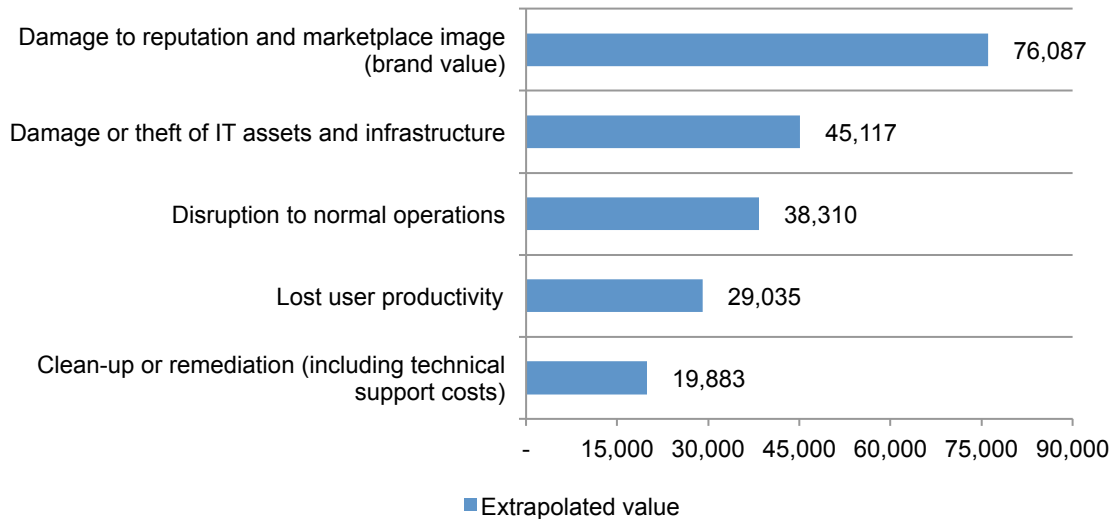 Damage to reputation and marketplace image
(brand value)
76,087
Damage or theft of IT assets and infrastructure
45,117
Disruption to normal operations
38,310
Lost user productivity
29,035
Clean-up or remediation (including technical
support costs)
19,883
- 15,000 30,000 45,000 60,000 75,000 90,000
Extrapolated value